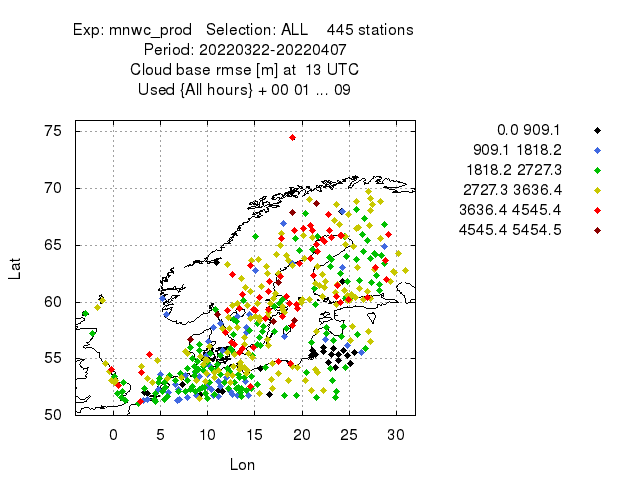 Exp: mnwc_prod Selection: ALL 445 stations
Period: 20220322-20220407
Cloud base rmse [m] at 13 UTC
Used {All hours} + 00 01 ... 09
0.0 909.1
909.1 1818.2
1818.2 2727.3
2727.3 3636.4
3636.4 4545.4
4545.4 5454.5
75
70
65
60
55
50
Lat
0 5 10 15 20 25 30
Lon